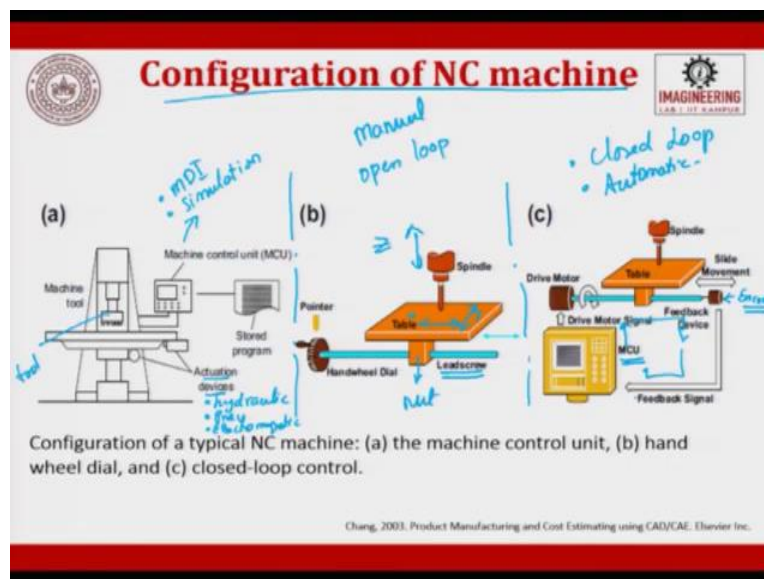 Configuration of NC machine
IMAGINEERING
LAB | IIT KANPUR
• MDI
• Simulation
Manual
open loop
• Closed Loop
• Automatic
(a)
(b)
(c)
Machine control unit (MCU)
Machine
tool
Stored
program
tool
Actuation
devices
• hydraulic
Z
Spindle
Pointer
Table
Handwheel Dial
Leadscrew
nut
Spindle
Drive Motor
Table
Slide
Movement
Drive Motor Signal
Feedback
Device
MCU
Feedback Signal
Configuration of a typical NC machine: (a) the machine control unit, (b) hand
wheel dial, and (c) closed-loop control.
Chang, 2003. Product Manufacturing and Cost Estimating using CAD/CAE. Elsevier Inc.